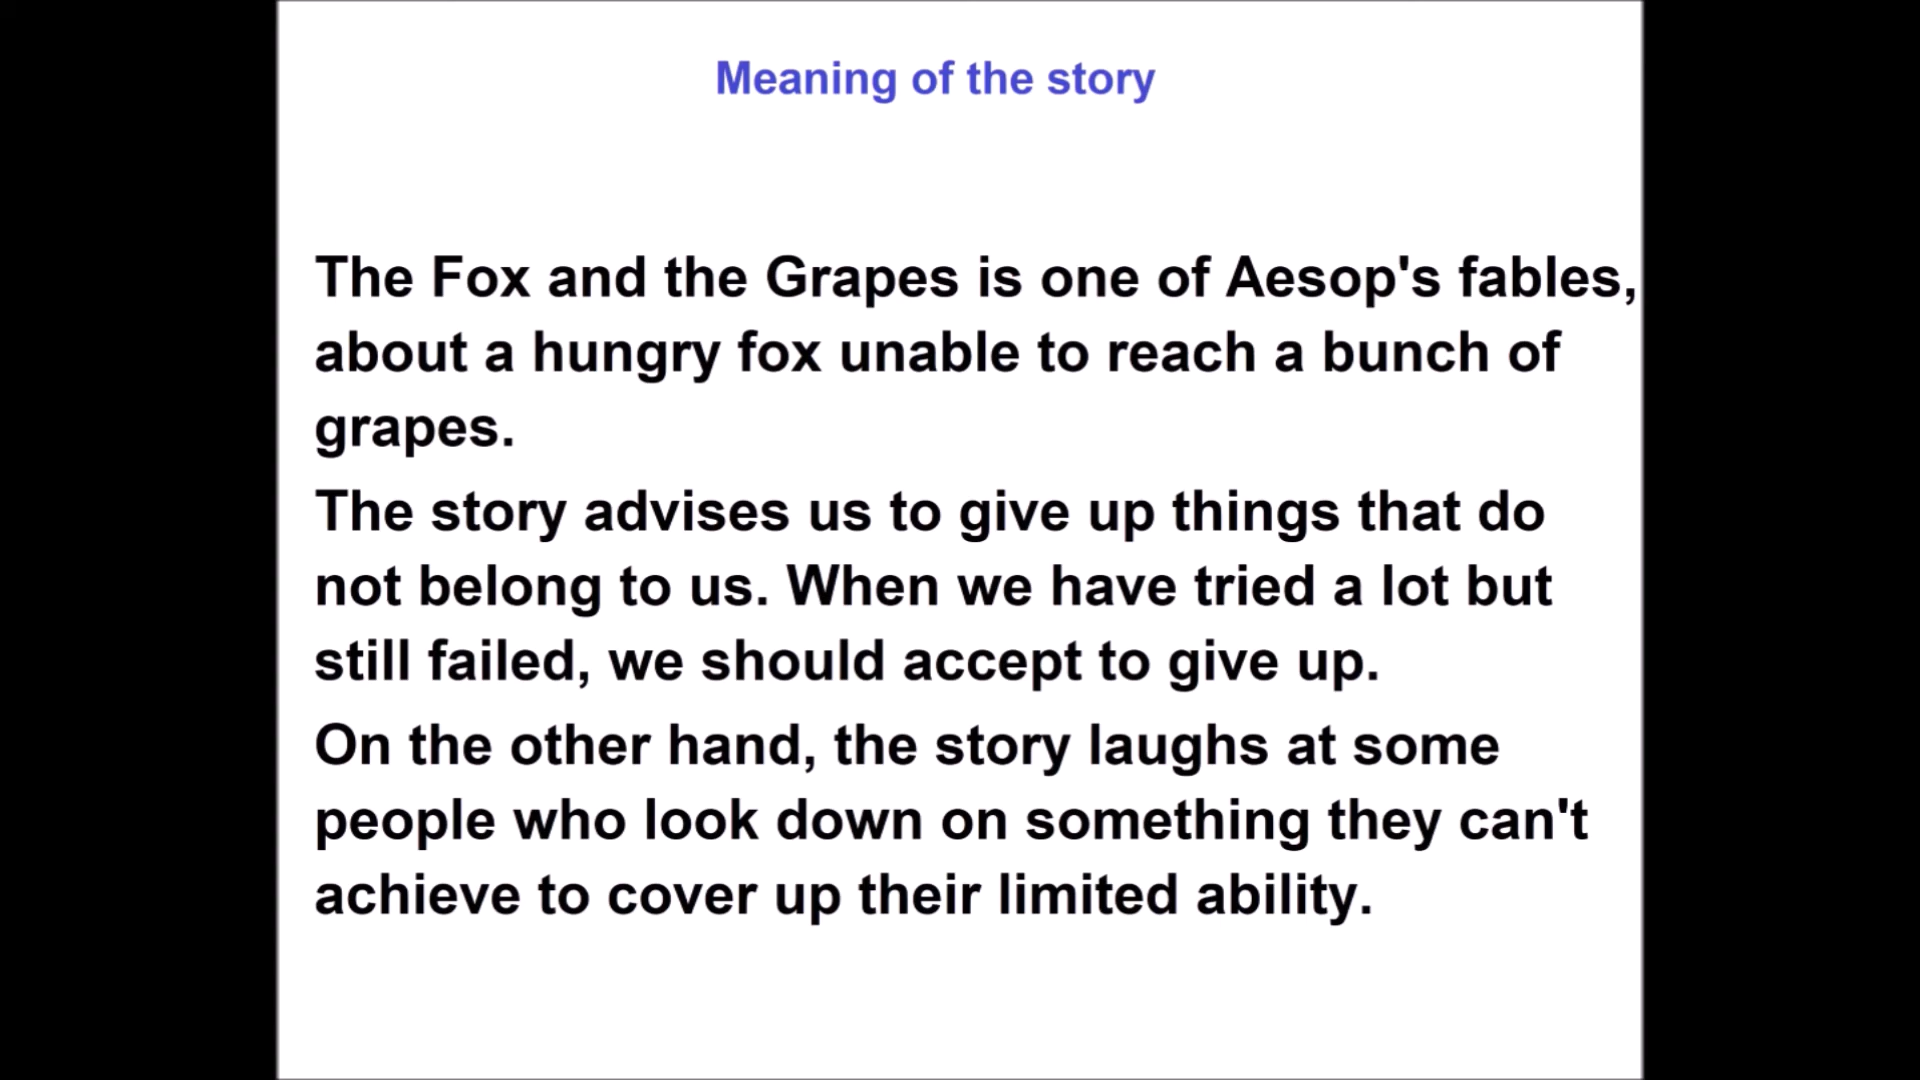 Meaning of the story
The Fox and the Grapes is one of Aesop's fables,
about a hungry fox unable to reach a bunch of
grapes.
The story advises us to give up things that do
not belong to us. When we have tried a lot but
still failed, we should accept to give up.
On the other hand, the story laughs at some
people who look down on something they can't
achieve to cover up their limited ability.